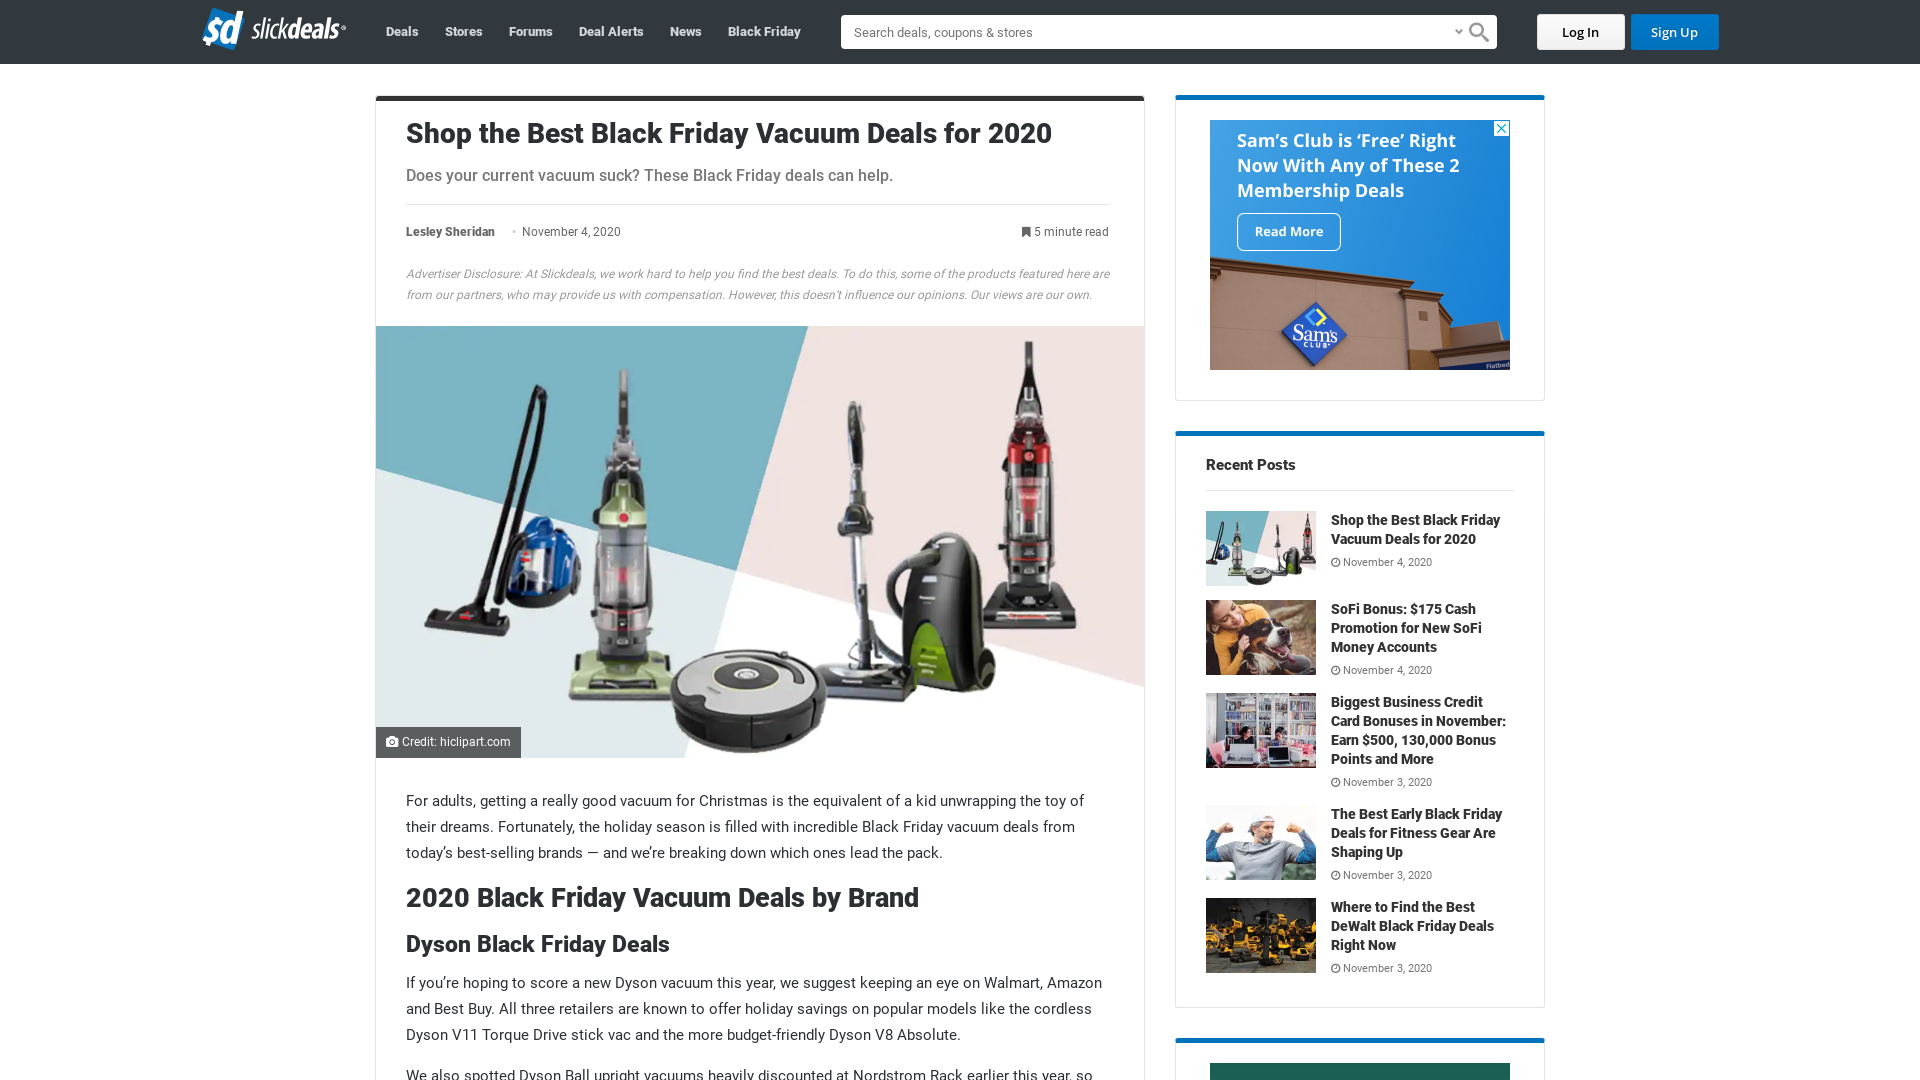 sd slickdeals
Deals
Stores
Forums
Deal Alerts
News
Black Friday
Search deals, coupons & stores
Log In
Sign Up
Shop the Best Black Friday Vacuum Deals for 2020
Does your current vacuum suck? These Black Friday deals can help.
Lesley Sheridan • November 4, 2020
5 minute read
Advertiser Disclosure: At Slickdeals, we work hard to help you find the best deals. To do this, some of the products featured here are
from our partners, who may provide us with compensation. However, this doesn’t influence our opinions. Our views are our own.
Credit: hiclipart.com
For adults, getting a really good vacuum for Christmas is the equivalent of a kid unwrapping the toy of
their dreams. Fortunately, the holiday season is filled with incredible Black Friday vacuum deals from
today’s best-selling brands — and we’re breaking down which ones lead the pack.
2020 Black Friday Vacuum Deals by Brand
Dyson Black Friday Deals
If you’re hoping to score a new Dyson vacuum this year, we suggest keeping an eye on Walmart, Amazon
and Best Buy. All three retailers are known to offer holiday savings on popular models like the cordless
Dyson V11 Torque Drive stick vac and the more budget-friendly Dyson V8 Absolute.
We also spotted Dyson Ball upright vacuums heavily discounted at Nordstrom Rack earlier this year, so
Sam’s Club is ‘Free’ Right
Now With Any of These 2
Membership Deals
Read More
Sam's
CLUB
Flatbed
Recent Posts
Shop the Best Black Friday
Vacuum Deals for 2020
November 4, 2020
SoFi Bonus: $175 Cash
Promotion for New SoFi
Money Accounts
November 4, 2020
Biggest Business Credit
Card Bonuses in November:
Earn $500, 130,000 Bonus
Points and More
November 3, 2020
The Best Early Black Friday
Deals for Fitness Gear Are
Shaping Up
November 3, 2020
Where to Find the Best
DeWalt Black Friday Deals
Right Now
November 3, 2020